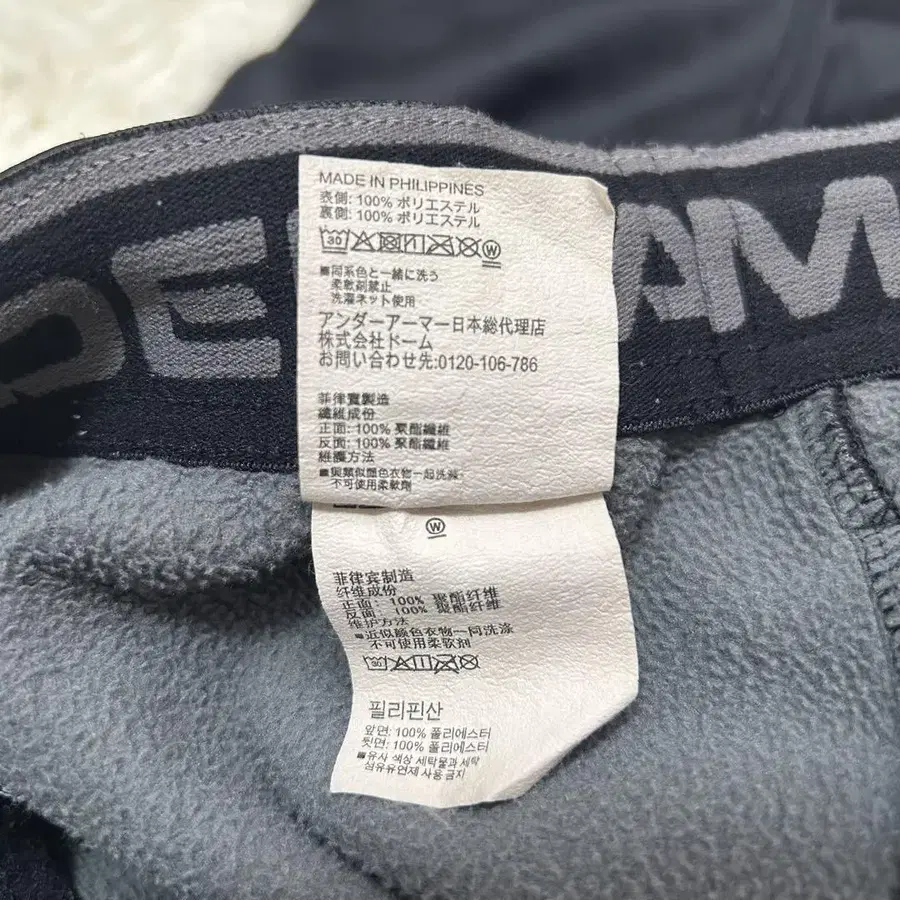 DE
AM
MADE IN PHILIPPINES
表側: 100% ポリエステル
裏側: 100% ポリエステル
30
W
■同系色と一緒に洗う
柔軟剤禁止
洗濯ネット使用
アンダーアーマー日本総代理店
株式会社ドーム
お問い合わせ先:0120-106-786
菲律賓製造
纖維成份
正面: 100% 聚酯纖維
反面: 100% 聚酯纖維
維護方法
■與類似顏色衣物一起洗滌
不可使用柔軟劑
W
菲律宾制造
纤维成份
正面: 100% 聚酯纤维
反面: 100% 聚酯纤维
维护方法
■近似颜色衣物一同洗涤
不可使用柔软剂
30
필리핀산
앞면: 100% 폴리에스터
뒷면: 100% 폴리에스터
■유사 색상 세탁물과 세탁
섬유유연제 사용 금지